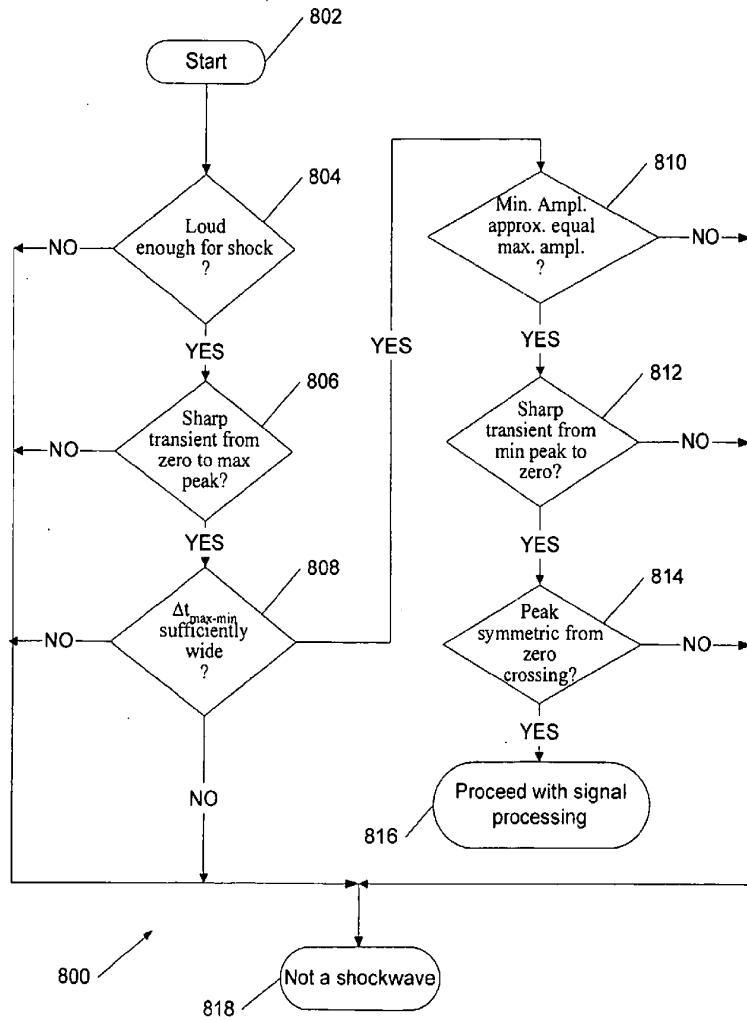 802
Start
804
Loud
enough for shock
?
NO
YES
806
Sharp
transient from
zero to max
peak?
NO
YES
808
Δt max-min
sufficiently
wide
?
NO
NO
YES
810
Min. Ampl.
approx. equal
max. ampl.
?
NO
YES
812
Sharp
transient from
min peak to
zero?
NO
YES
814
Peak
symmetric from
zero
crossing?
NO
YES
Proceed with signal
processing
816
800
Not a shockwave
818